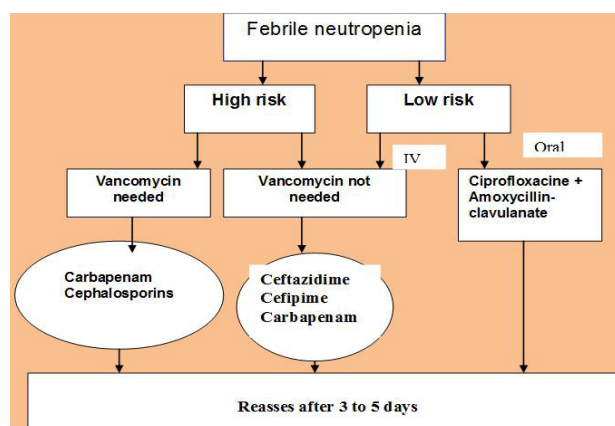 Febrile neutropenia
High risk
Low risk
IV
Oral
Vancomycin
needed
Vancomycin not
needed
Ciprofloxacine +
Amoxycillin-
clavulanate
Carbapenam
Cephalosporins
Ceftazidime
Cefipime
Carbapenam
Reasses after 3 to 5 days